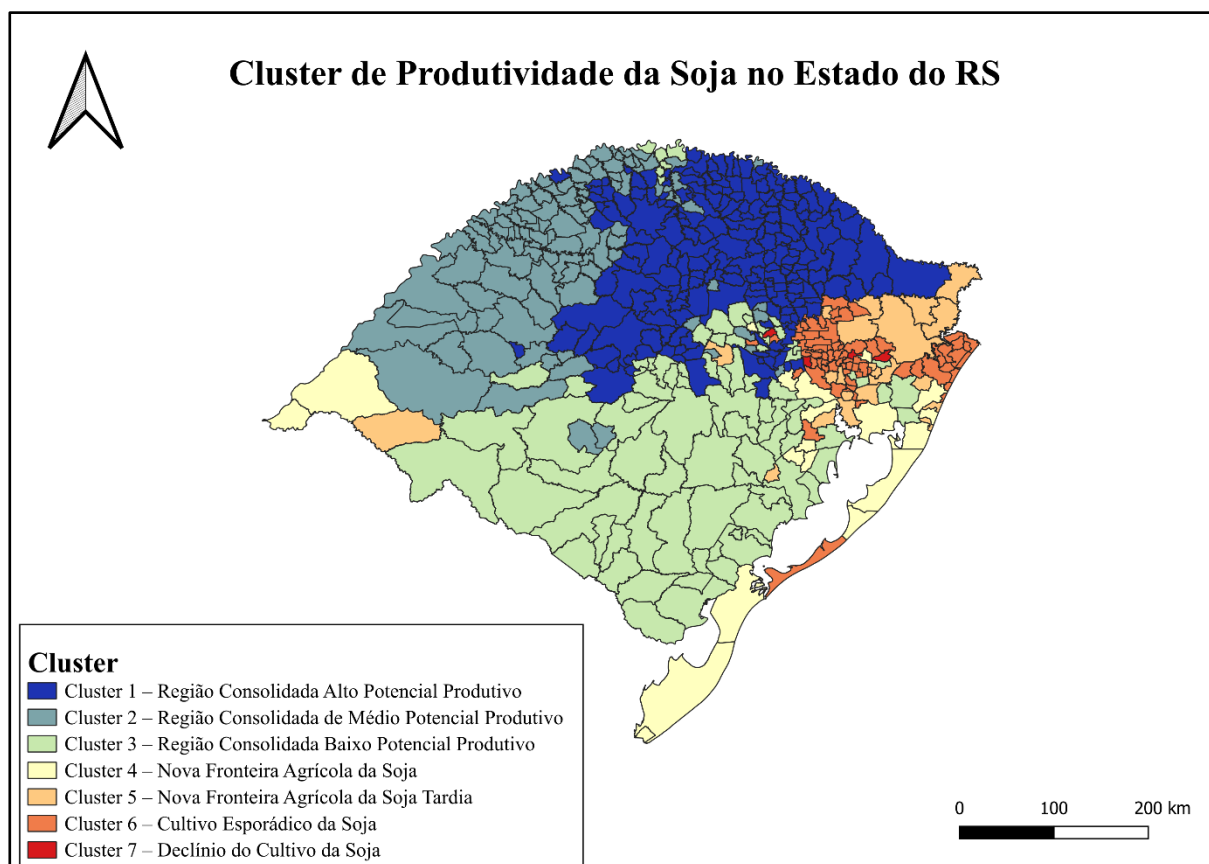 Cluster de Produtividade da Soja no Estado do RS
Cluster
Cluster 1 – Região Consolidada Alto Potencial Produtivo
Cluster 2 – Região Consolidada de Médio Potencial Produtivo
Cluster 3 – Região Consolidada Baixo Potencial Produtivo
Cluster 4 – Nova Fronteira Agrícola da Soja
Cluster 5 – Nova Fronteira Agrícola da Soja Tardia
Cluster 6 – Cultivo Esporádico da Soja
Cluster 7 – Declínio do Cultivo da Soja
0 100 200 km